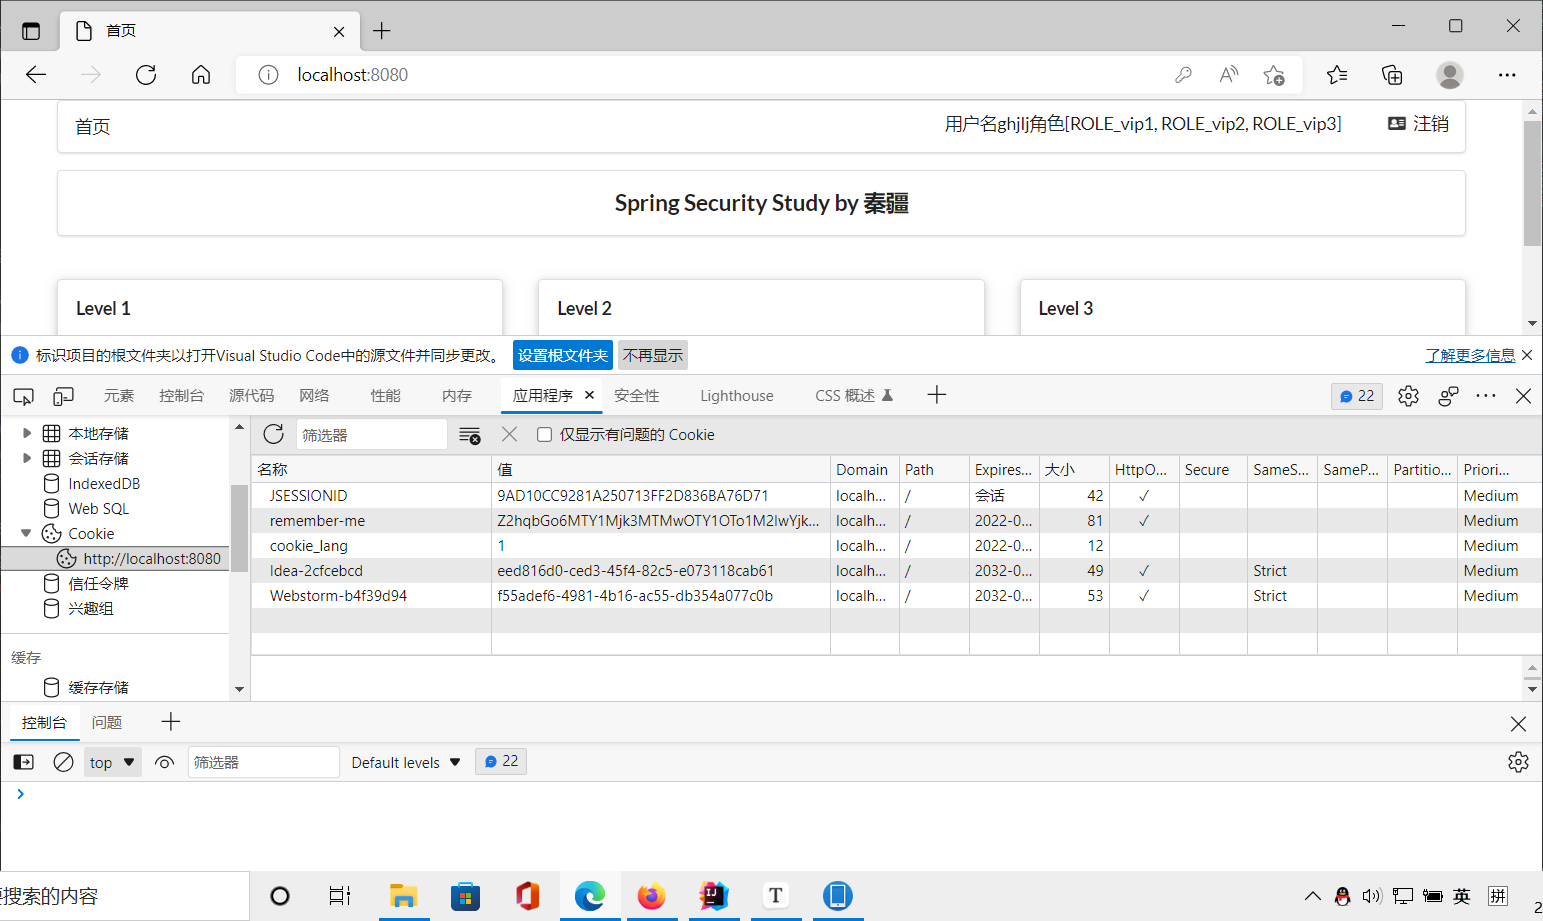 首页
localhost:8080
首页
用户名ghjlj角色[ROLE_vip1, ROLE_vip2, ROLE_vip3]
注销
Spring Security Study by 秦疆
Level 1
Level 2
Level 3
标识项目的根文件夹以打开Visual Studio Code中的源文件并同步更改。 设置根文件夹 不再显示 了解更多信息
元素 控制台 源代码 网络 性能 内存 应用程序 安全性 Lighthouse CSS 概述 22
本地存储
会话存储
IndexedDB
Web SQL
Cookie
http://localhost:8080
信任令牌
兴趣组
缓存
缓存存储
筛选器 仅显示有问题的 Cookie
名称 值 Domain Path Expires... 大小 HttpO... Secure SameS... SameP... Partitio... Priori...
JSESSIONID 9AD10CC9281A250713FF2D836BA76D71 localh... / 会话 42 ✓ Medium
remember-me Z2hqbGo6MTY1Mjk3MTMwOTY1OTo1M2IwYjk... localh... / 2022-0... 81 ✓ Medium
cookie_lang 1 localh... / 2022-0... 12 Medium
Idea-2cfcebcd eed816d0-ced3-45f4-82c5-e073118cab61 localh... / 2032-0... 49 ✓ Strict Medium
Webstorm-b4f39d94 f55adef6-4981-4b16-ac55-db354a077c0b localh... / 2032-0... 53 ✓ Strict Medium
控制台 问题
top 筛选器 Default levels 22
搜索的内容
英 拼
2